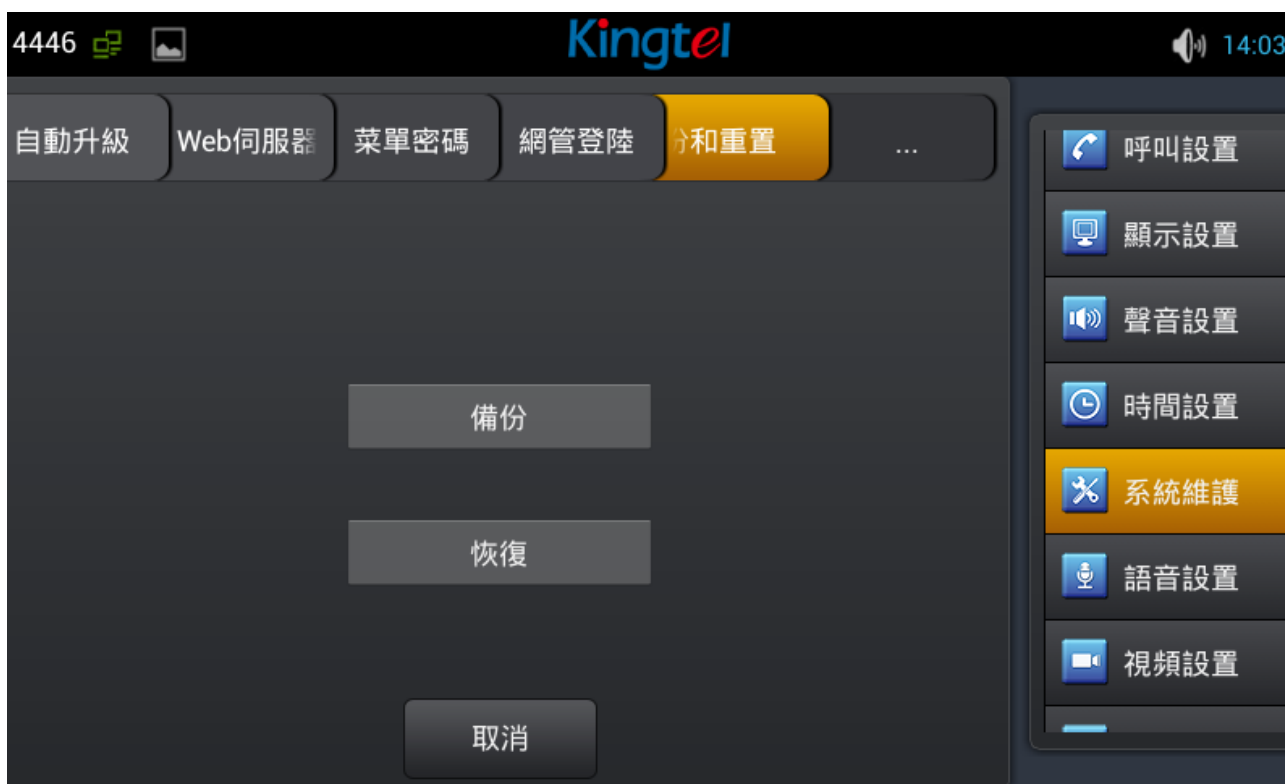 4446 Kingtel 14:03
自動升級 Web伺服器 菜單密碼 網管登陸 和重置 ...
呼叫設置
顯示設置
聲音設置
時間設置
系統維護
語音設置
視頻設置
備份
恢復
取消